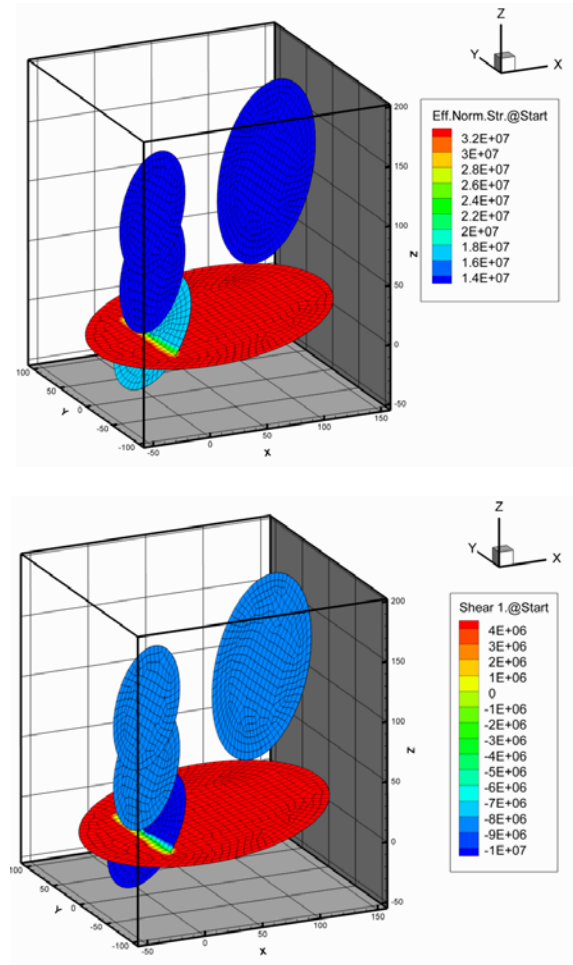 Z
Y
X
Eff.Norm.Str.@Start
3.2E+07
3E+07
2.8E+07
2.6E+07
2.4E+07
2.2E+07
2E+07
1.8E+07
1.6E+07
1.4E+07
200
150
100
50
0
-50
Z
100
50
0
-50
-100
Y
-50
0
50
100
150
X
Z
Y
X
Shear 1.@Start
4E+06
3E+06
2E+06
1E+06
0
-1E+06
-2E+06
-3E+06
-4E+06
-5E+06
-6E+06
-7E+06
-8E+06
-9E+06
-1E+07
200
150
100
50
0
-50
Z
100
50
0
-50
-100
Y
-50
0
50
100
150
X